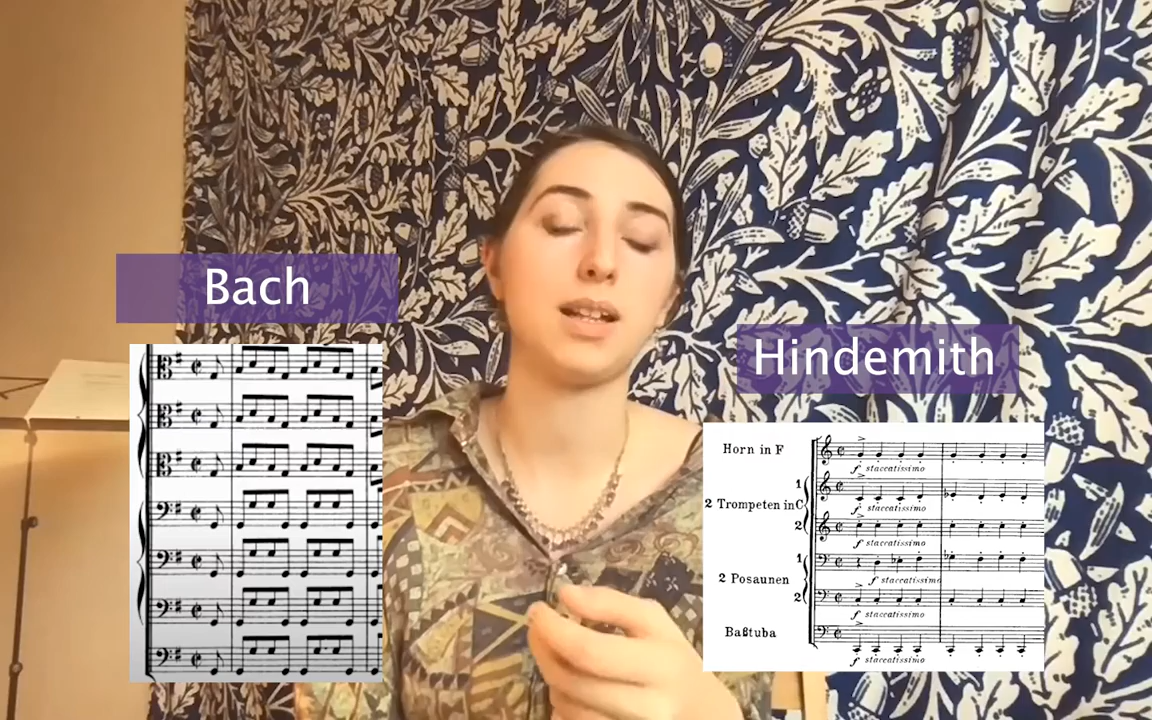 Bach
Hindemith
Horn in F
f staccatissimo
1
f staccatissimo
2 Trompeten in C
2
f staccatissimo
1
f staccatissimo
2 Posaunen
2
f staccatissimo
Baßtuba
f staccatissimo